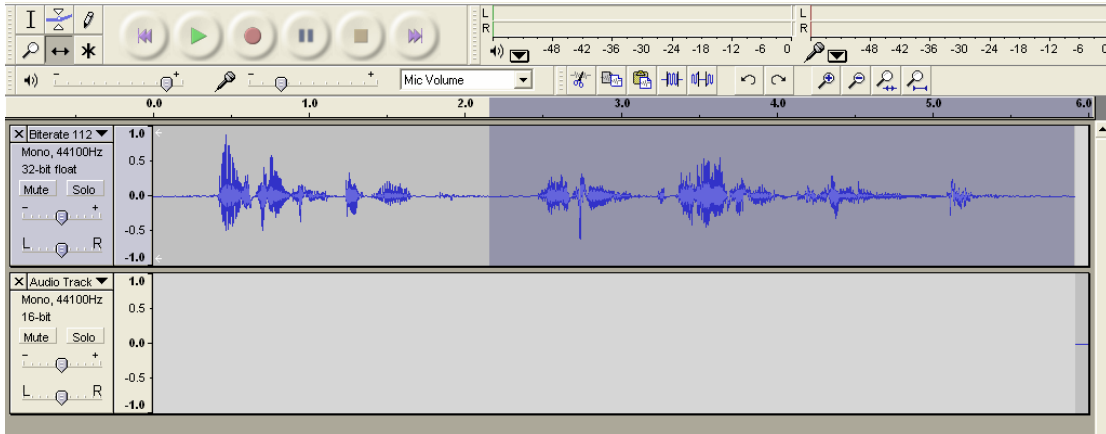 L
R
-48 -42 -36 -30 -24 -18 -12 -6 0
L
R
-48 -42 -36 -30 -24 -18 -12 -6 0
- +
- +
Mic Volume
0.0 1.0 2.0 3.0 4.0 5.0 6.0
Biterate 112
Mono, 44100Hz
32-bit float
Mute Solo
- +
L R
1.0
0.5
0.0
-0.5
-1.0
Audio Track
Mono, 44100Hz
16-bit
Mute Solo
- +
L R
1.0
0.5
0.0
-0.5
-1.0